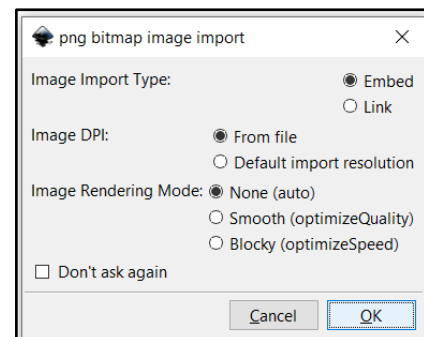 png bitmap image import
Image Import Type:
Embed
Link
Image DPI:
From file
Default import resolution
Image Rendering Mode:
None (auto)
Smooth (optimizeQuality)
Blocky (optimizeSpeed)
Don't ask again
Cancel
OK